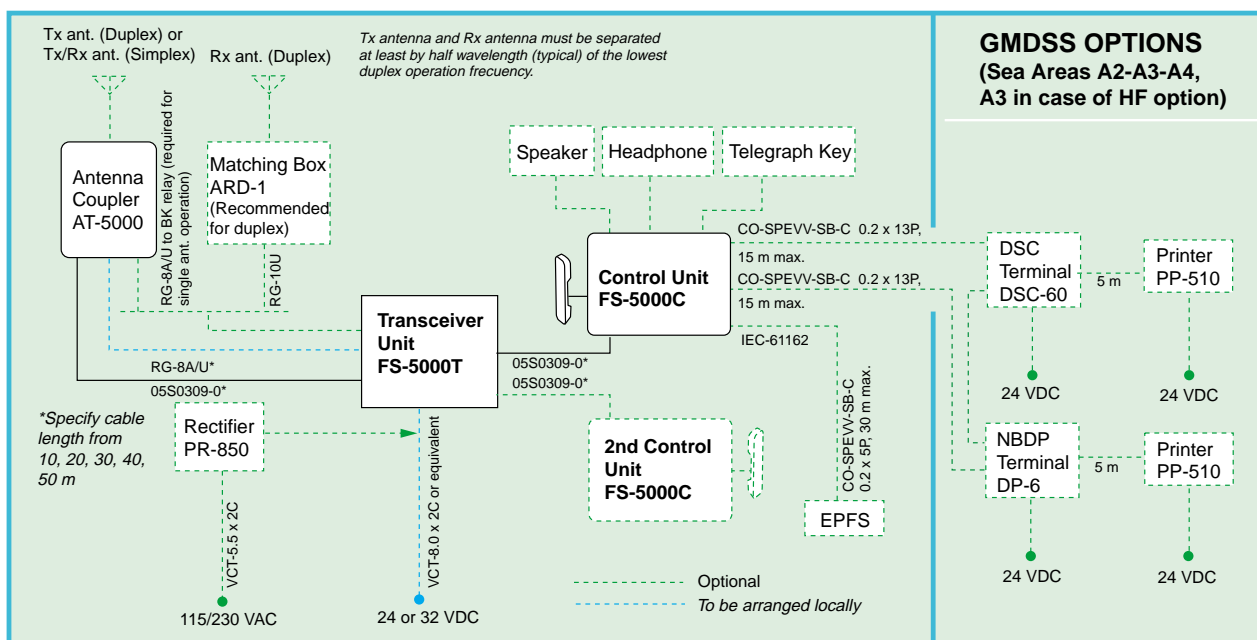 Tx ant. (Duplex) or
Tx/Rx ant. (Simplex)
Rx ant. (Duplex)
Tx antenna and Rx antenna must be separated
at least by half wavelength (typical) of the lowest
duplex operation frecuency.
GMDSS OPTIONS
(Sea Areas A2-A3-A4,
A3 in case of HF option)
Antenna
Coupler
AT-5000
RG-8A/U to BK relay (required for
single ant. operation)
Matching Box
ARD-1
(Recommended
for duplex)
RG-10U
Speaker
Headphone
Telegraph Key
Control Unit
FS-5000C
CO-SPEVV-SB-C 0.2 x 13P,
15 m max.
CO-SPEVV-SB-C 0.2 x 13P,
15 m max.
IEC-61162
DSC
Terminal
DSC-60
5 m
Printer
PP-510
24 VDC
24 VDC
Transceiver
Unit
FS-5000T
RG-8A/U*
05S0309-0*
05S0309-0*
05S0309-0*
*Specify cable
length from
10, 20, 30, 40,
50 m
Rectifier
PR-850
VCT-5.5 x 2C
115/230 VAC
VCT-8.0 x 2C or equivalent
24 or 32 VDC
2nd Control
Unit
FS-5000C
CO-SPEVV-SB-C
0.2 x 5P, 30 m max.
EPFS
NBDP
Terminal
DP-6
5 m
Printer
PP-510
24 VDC
24 VDC
Optional
To be arranged locally